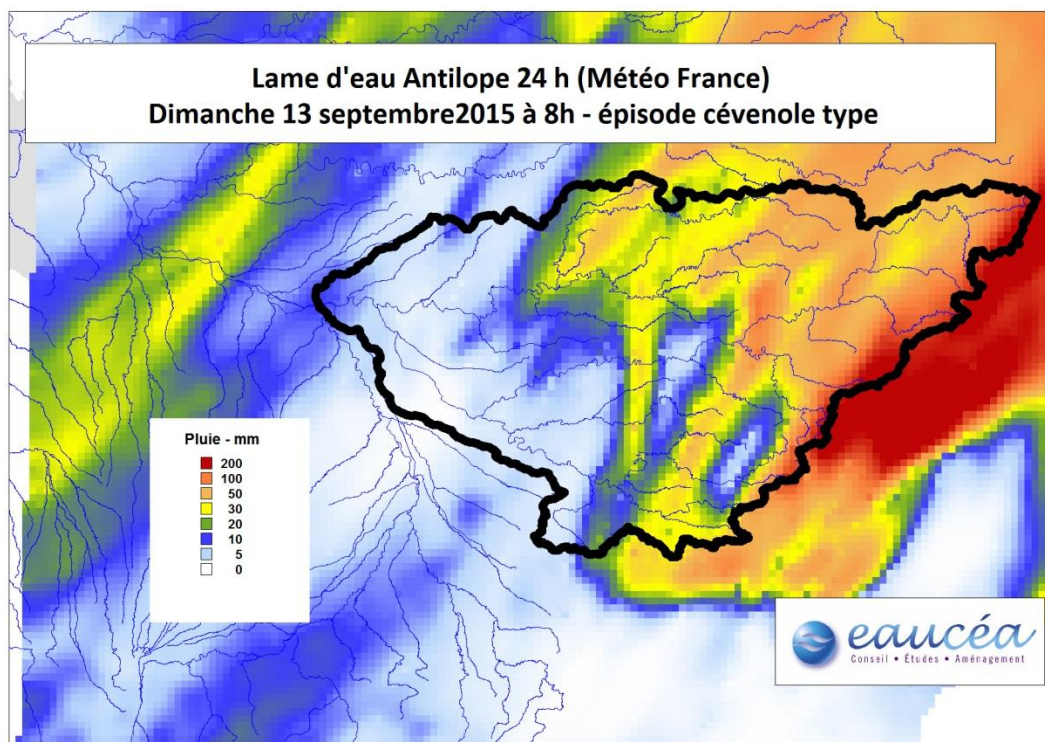 Lame d'eau Antilope 24 h (Météo France)
Dimanche 13 septembre2015 à 8h - épisode cévenole type
Pluie - mm
200
100
50
30
20
10
5
0
eaucéa
Conseil • Études • Aménagement